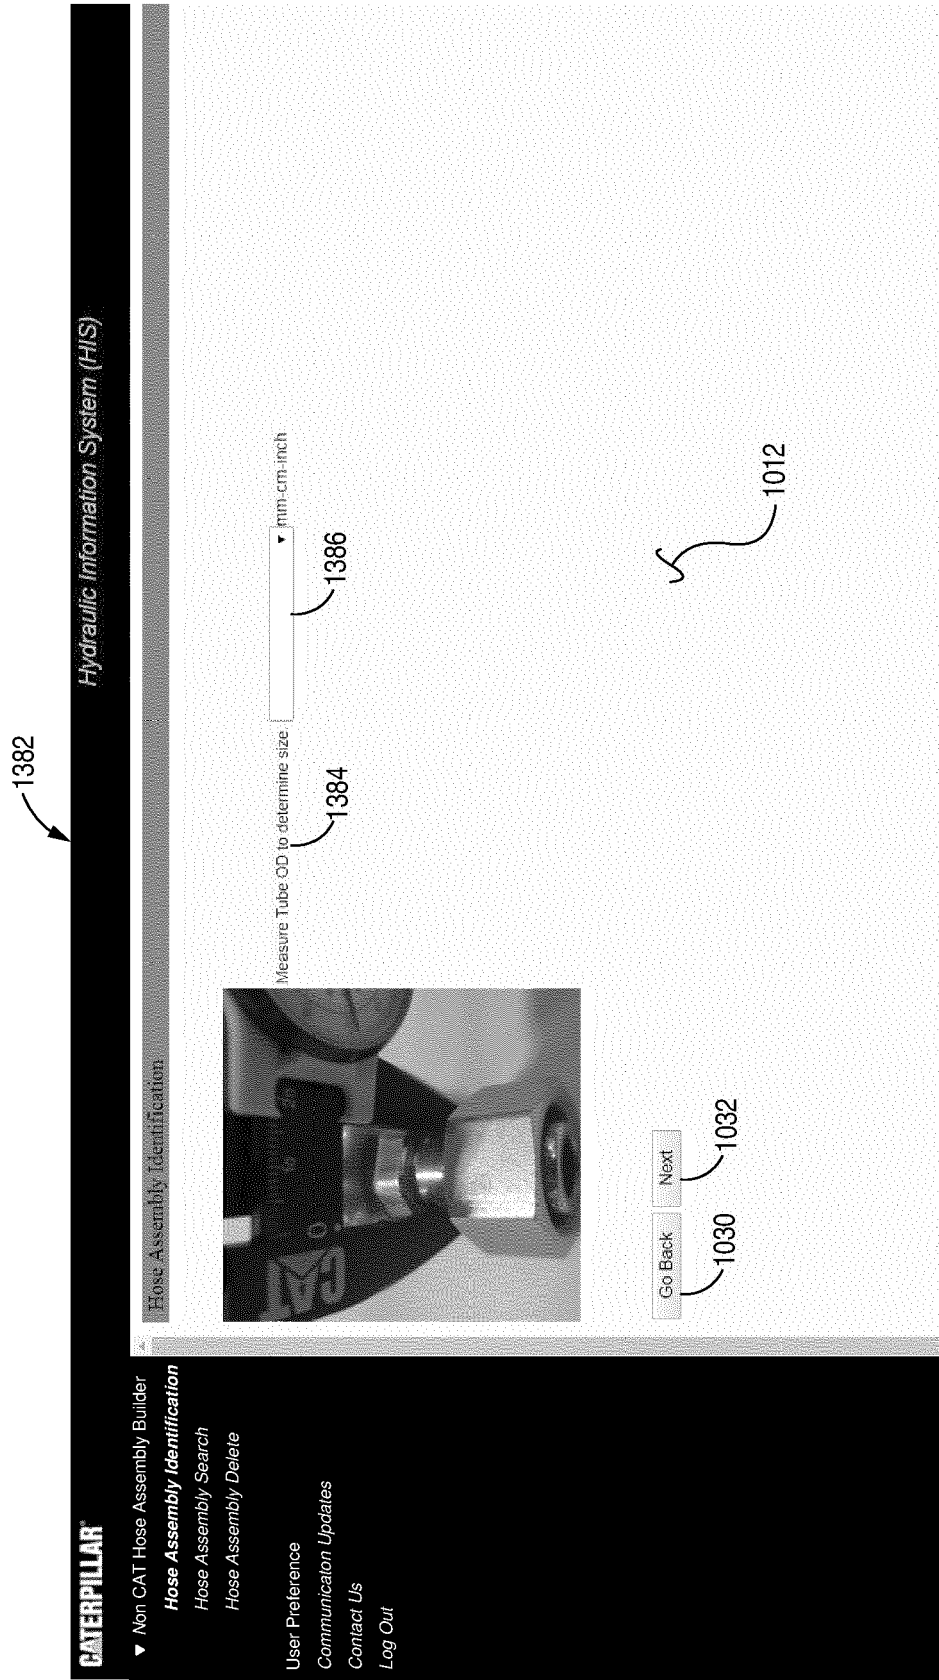 1382
CATERPILLAR®
Hydraulic Information System (HIS)
▼ Non CAT Hose Assembly Builder
Hose Assembly Identification
Hose Assembly Search
Hose Assembly Delete
User Preference
Communicaton Updates
Contact Us
Log Out
Hose Assembly Identification
CAT
0
Measure Tube OD to determine size
▼ mm-cm-inch
1384
1386
Go Back
Next
1030
1032
1012